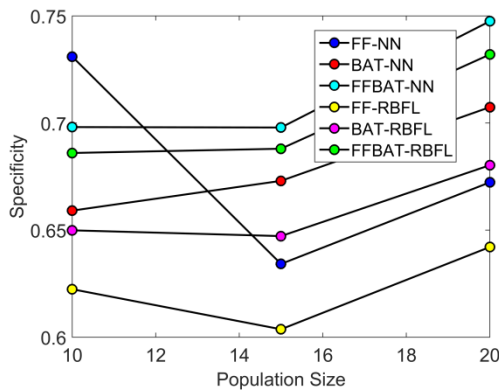 0.75
0.7
0.65
0.6
Specificity
FF-NN
BAT-NN
FFBAT-NN
FF-RBFL
BAT-RBFL
FFBAT-RBFL
10 12 14 16 18 20
Population Size